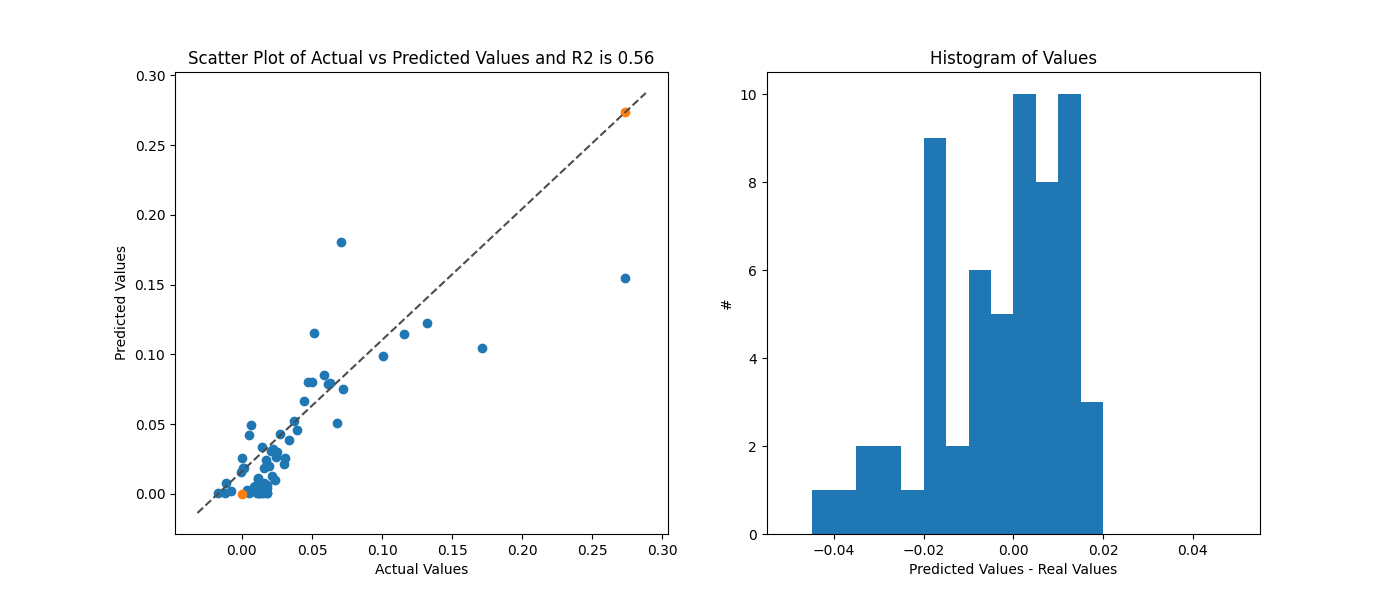 Scatter Plot of Actual vs Predicted Values and R2 is 0.56
0.30
0.25
0.20
0.15
0.10
0.05
0.00
Predicted Values
0.00 0.05 0.10 0.15 0.20 0.25 0.30
Actual Values
Histogram of Values
10
8
6
4
2
0
#
−0.04 −0.02 0.00 0.02 0.04
Predicted Values - Real Values